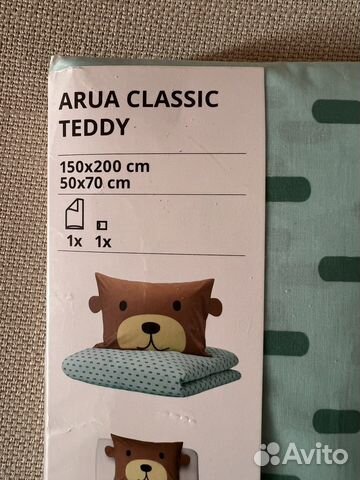 ARUA CLASSIC
TEDDY
150x200 cm
50x70 cm
1x 1x
Avito